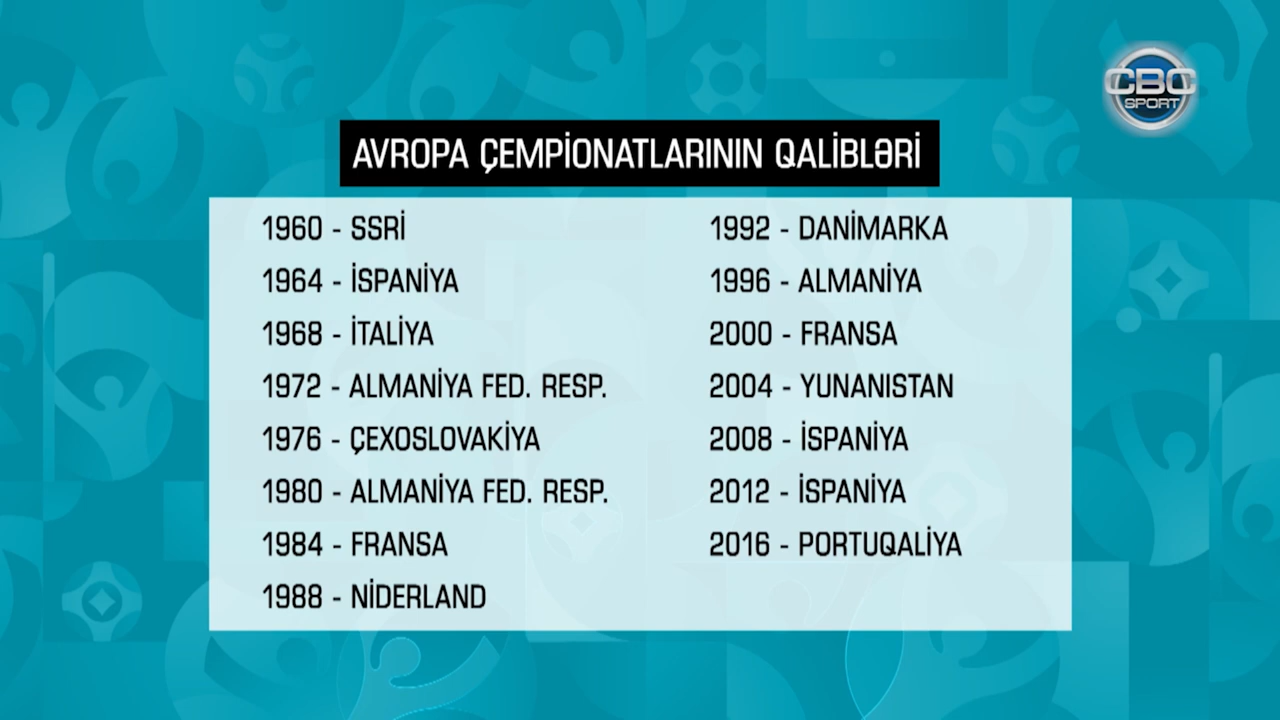 CBC
SPORT
AVROPA ÇEMPİONATLARININ QALİBLƏRİ
1960 - SSRİ
1964 - İSPANİYA
1968 - İTALİYA
1972 - ALMANİYA FED. RESP.
1976 - ÇEXOSLOVAKİYA
1980 - ALMANİYA FED. RESP.
1984 - FRANSA
1988 - NİDERLAND
1992 - DANİMARKA
1996 - ALMANİYA
2000 - FRANSA
2004 - YUNANISTAN
2008 - İSPANİYA
2012 - İSPANİYA
2016 - PORTUQALİYA